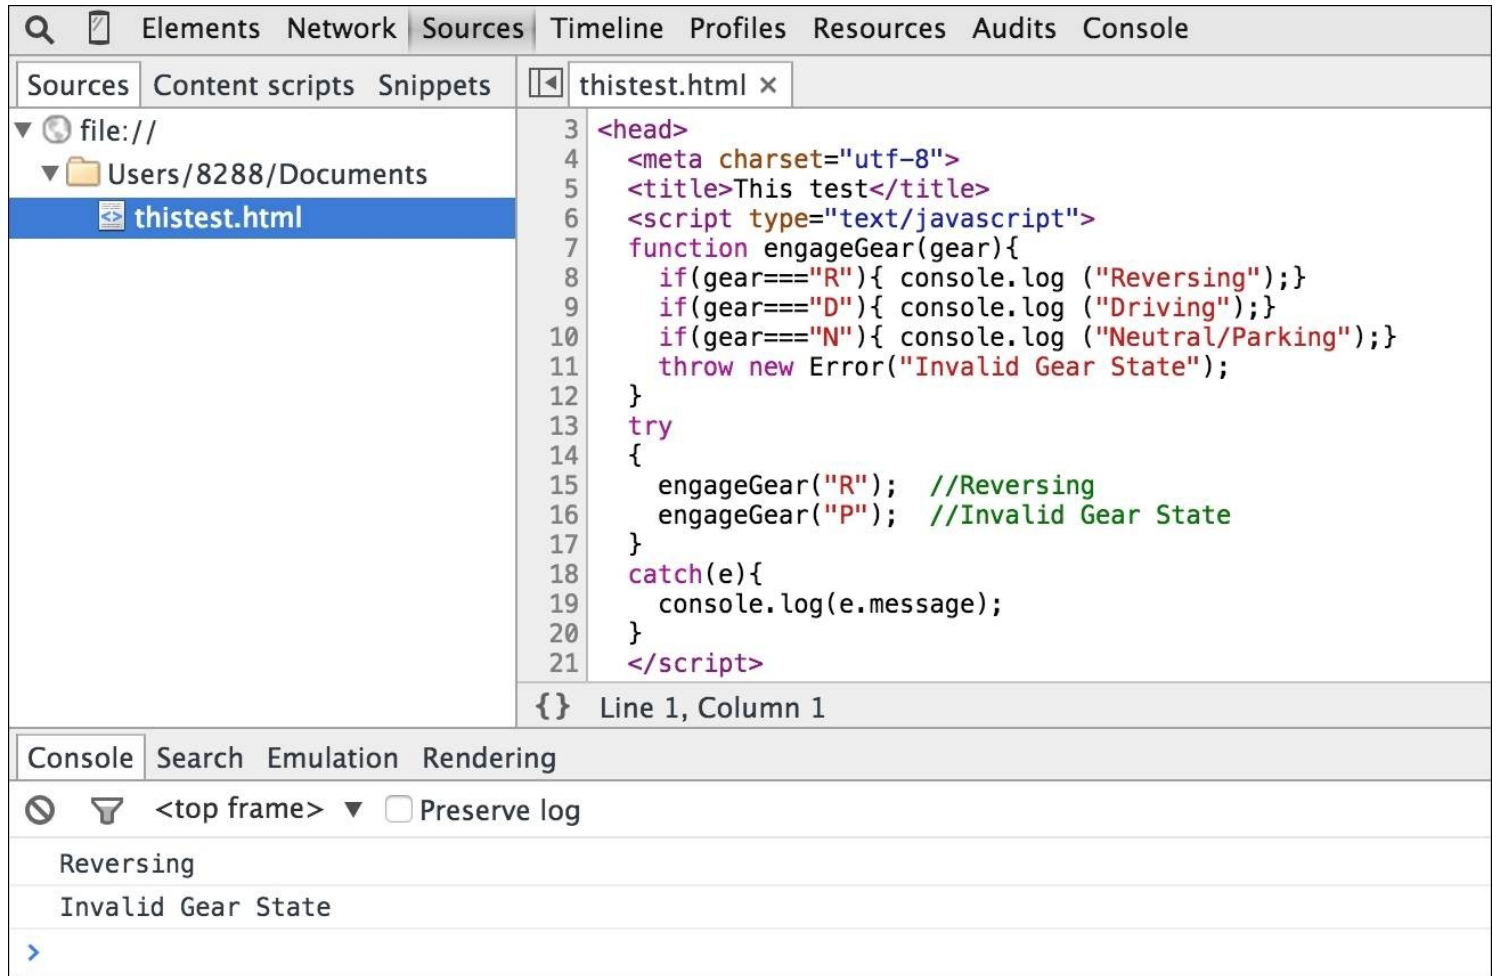 Elements Network Sources Timeline Profiles Resources Audits Console
Sources Content scripts Snippets
thistest.html ×
file://
Users/8288/Documents
thistest.html
3 <head>
4 <meta charset="utf-8">
5 <title>This test</title>
6 <script type="text/javascript">
7 function engageGear(gear){
8 if(gear==="R"){ console.log ("Reversing");}
9 if(gear==="D"){ console.log ("Driving");}
10 if(gear==="N"){ console.log ("Neutral/Parking");}
11 throw new Error("Invalid Gear State");
12 }
13 try
14 {
15 engageGear("R"); //Reversing
16 engageGear("P"); //Invalid Gear State
17 }
18 catch(e){
19 console.log(e.message);
20 }
21 </script>
{} Line 1, Column 1
Console Search Emulation Rendering
<top frame> ▼ Preserve log
Reversing
Invalid Gear State
>